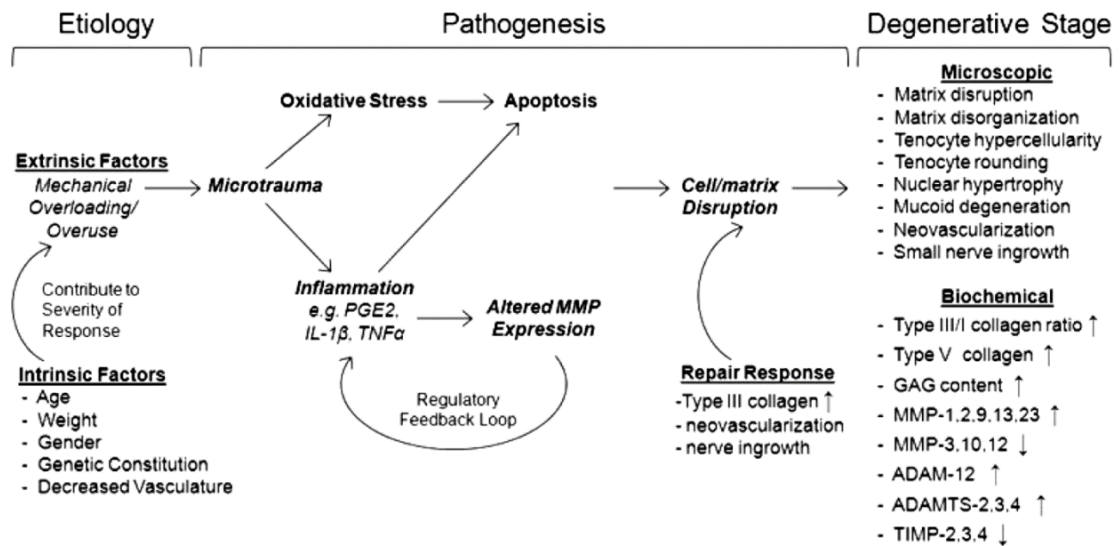 Etiology
Pathogenesis
Degenerative Stage
Extrinsic Factors
Mechanical
Overloading/
Overuse
Contribute to
Severity of
Response
Intrinsic Factors
- Age
- Weight
- Gender
- Genetic Constitution
- Decreased Vasculature
Microtrauma
Oxidative Stress
Apoptosis
Inflammation
e.g. PGE2,
IL-1β, TNFα
Altered MMP
Expression
Regulatory
Feedback Loop
Cell/matrix
Disruption
Repair Response
-Type III collagen ↑
- neovascularization
- nerve ingrowth
Microscopic
- Matrix disruption
- Matrix disorganization
- Tenocyte hypercellularity
- Tenocyte rounding
- Nuclear hypertrophy
- Mucoid degeneration
- Neovascularization
- Small nerve ingrowth
Biochemical
- Type III/I collagen ratio ↑
- Type V collagen ↑
- GAG content ↑
- MMP-1,2,9,13,23 ↑
- MMP-3,10,12 ↓
- ADAM-12 ↑
- ADAMTS-2,3,4 ↑
- TIMP-2,3,4 ↓